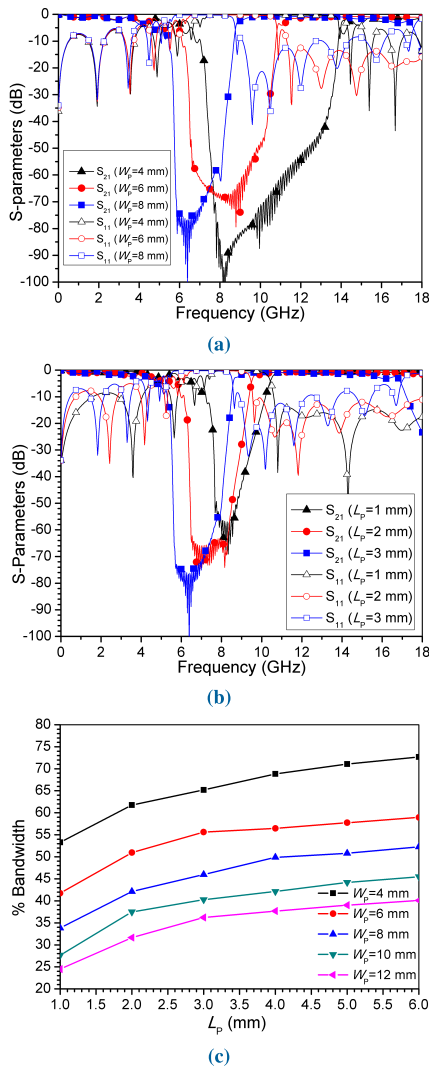 0
-10
-20
-30
-40
-50
-60
-70
-80
-90
-100
S-parameters (dB)
S21 (WP=4 mm)
S21 (WP=6 mm)
S21 (WP=8 mm)
S11 (WP=4 mm)
S11 (WP=6 mm)
S11 (WP=8 mm)
0 2 4 6 8 10 12 14 16 18
Frequency (GHz)
(a)
0
-10
-20
-30
-40
-50
-60
-70
-80
-90
-100
S-Parameters (dB)
S21 (LP=1 mm)
S21 (LP=2 mm)
S21 (LP=3 mm)
S11 (LP=1 mm)
S11 (LP=2 mm)
S11 (LP=3 mm)
0 2 4 6 8 10 12 14 16 18
Frequency (GHz)
(b)
80
75
70
65
60
55
50
45
40
35
30
25
20
% Bandwidth
WP=4 mm
WP=6 mm
WP=8 mm
WP=10 mm
WP=12 mm
1.0 1.5 2.0 2.5 3.0 3.5 4.0 4.5 5.0 5.5 6.0
LP (mm)
(c)